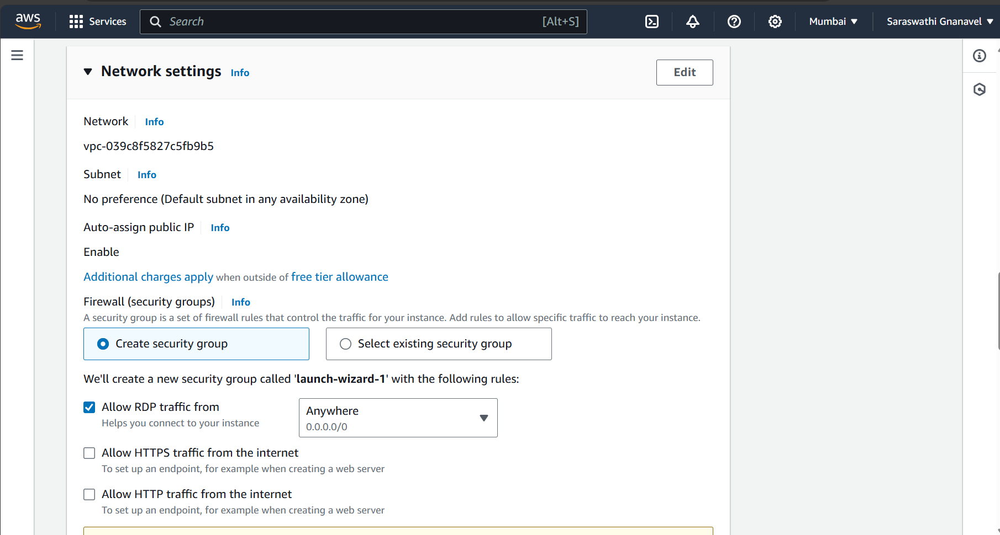 aws Services Search [Alt+S] Mumbai Saraswathi Gnanavel
Network settings Info Edit
Network Info
vpc-039c8f5827c5fb9b5
Subnet Info
No preference (Default subnet in any availability zone)
Auto-assign public IP Info
Enable
Additional charges apply when outside of free tier allowance
Firewall (security groups) Info
A security group is a set of firewall rules that control the traffic for your instance. Add rules to allow specific traffic to reach your instance.
Create security group Select existing security group
We'll create a new security group called 'launch-wizard-1' with the following rules:
Allow RDP traffic from Anywhere
Helps you connect to your instance 0.0.0.0/0
Allow HTTPS traffic from the internet
To set up an endpoint, for example when creating a web server
Allow HTTP traffic from the internet
To set up an endpoint, for example when creating a web server